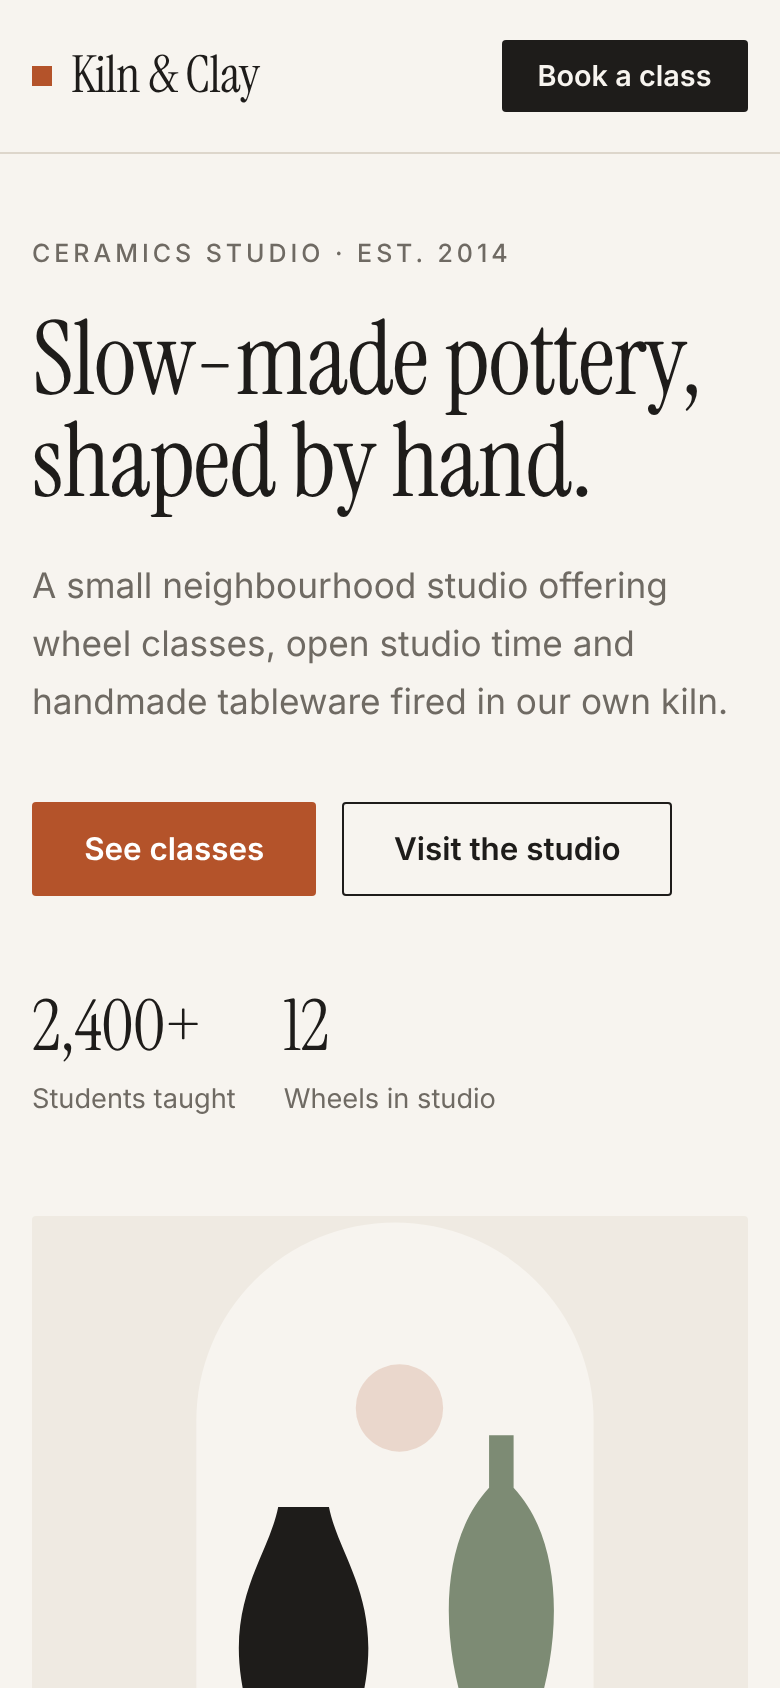 Kiln & Clay
Book a class
CERAMICS STUDIO · EST. 2014
Slow-made pottery,
shaped by hand.
A small neighbourhood studio offering
wheel classes, open studio time and
handmade tableware fired in our own kiln.
See classes
Visit the studio
2,400+
Students taught
12
Wheels in studio